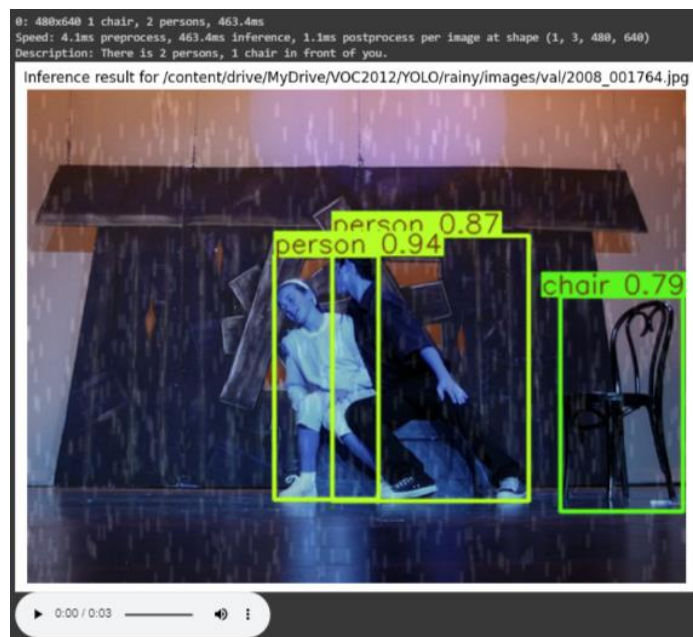 0: 480x640 1 chair, 2 persons, 463.4ms
Speed: 4.1ms preprocess, 463.4ms inference, 1.1ms postprocess per image at shape (1, 3, 480, 640)
Description: There is 2 persons, 1 chair in front of you.
Inference result for /content/drive/MyDrive/VOC2012/YOLO/rainy/images/val/2008_001764.jpg
person 0.87
person 0.94
chair 0.79
0:00 / 0:03